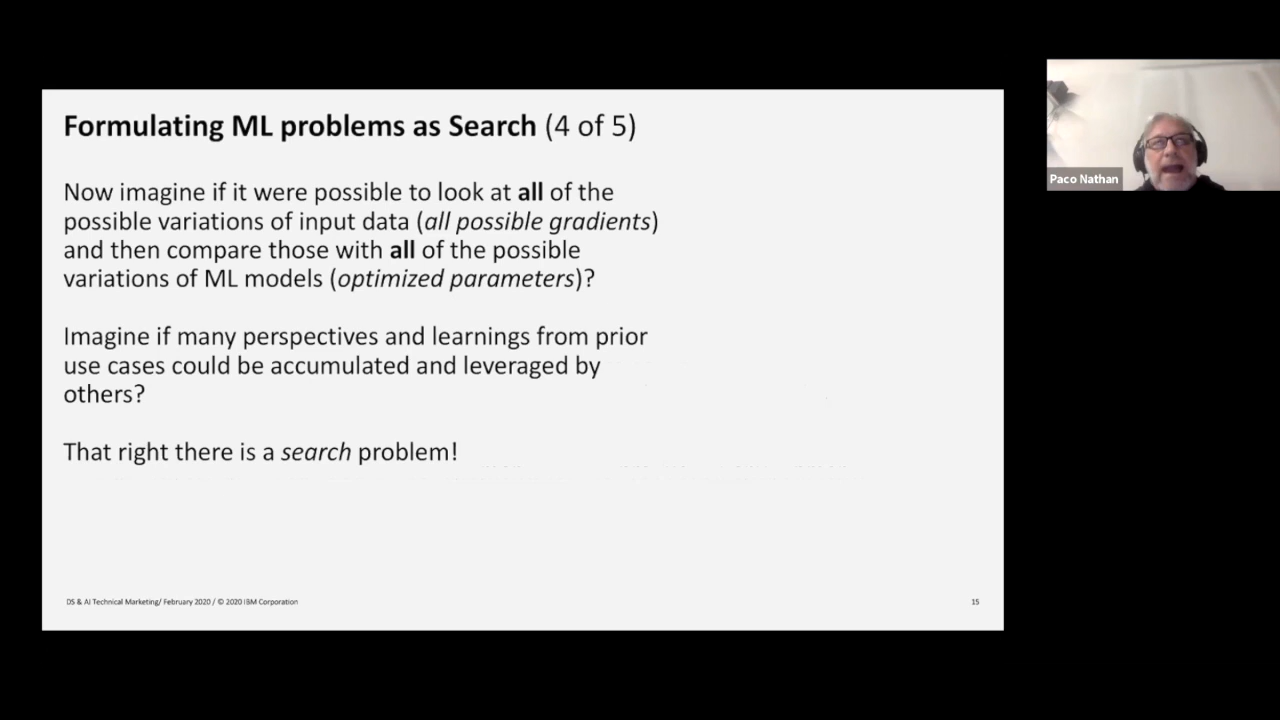 Formulating ML problems as Search (4 of 5)
Now imagine if it were possible to look at all of the
possible variations of input data (all possible gradients)
and then compare those with all of the possible
variations of ML models (optimized parameters)?
Imagine if many perspectives and learnings from prior
use cases could be accumulated and leveraged by
others?
That right there is a search problem!
DS & AI Technical Marketing/ February 2020 / © 2020 IBM Corporation
15
Paco Nathan